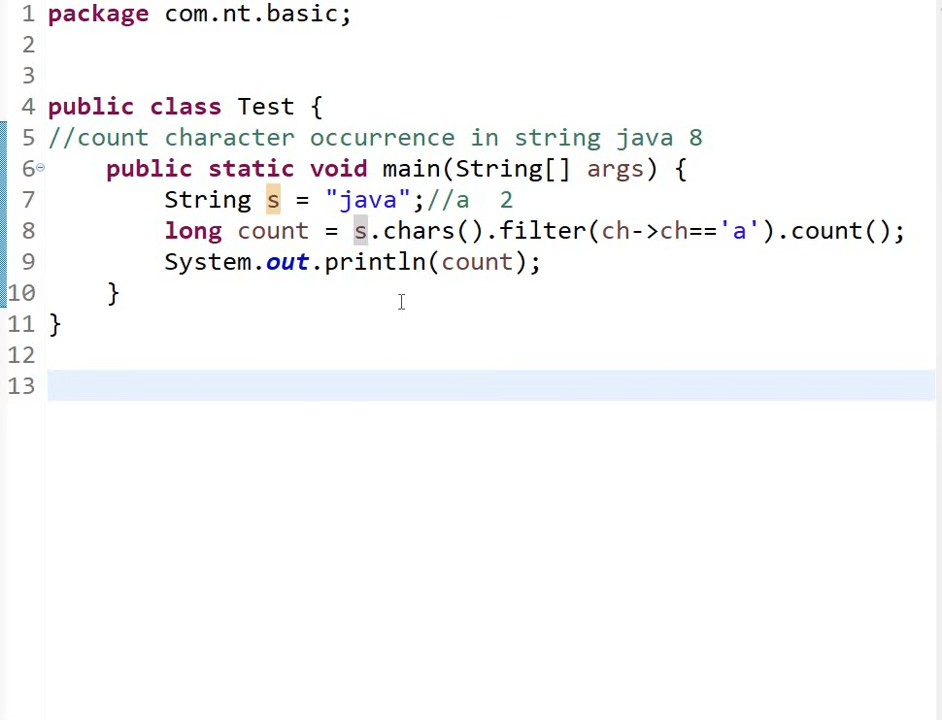 1 package com.nt.basic;
2
3
4 public class Test {
5 //count character occurrence in string java 8
6 public static void main(String[] args) {
7 String s = "java";//a  2
8 long count = s.chars().filter(ch->ch=='a').count();
9 System.out.println(count);
10 }
11 }
12
13